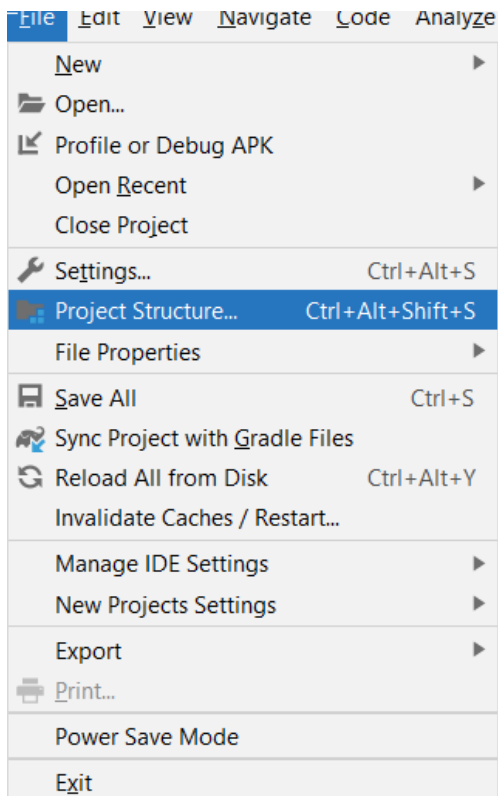 File Edit View Navigate Code Analyze
New
Open...
Profile or Debug APK
Open Recent
Close Project
Settings... Ctrl+Alt+S
Project Structure... Ctrl+Alt+Shift+S
File Properties
Save All Ctrl+S
Sync Project with Gradle Files
Reload All from Disk Ctrl+Alt+Y
Invalidate Caches / Restart...
Manage IDE Settings
New Projects Settings
Export
Print...
Power Save Mode
Exit